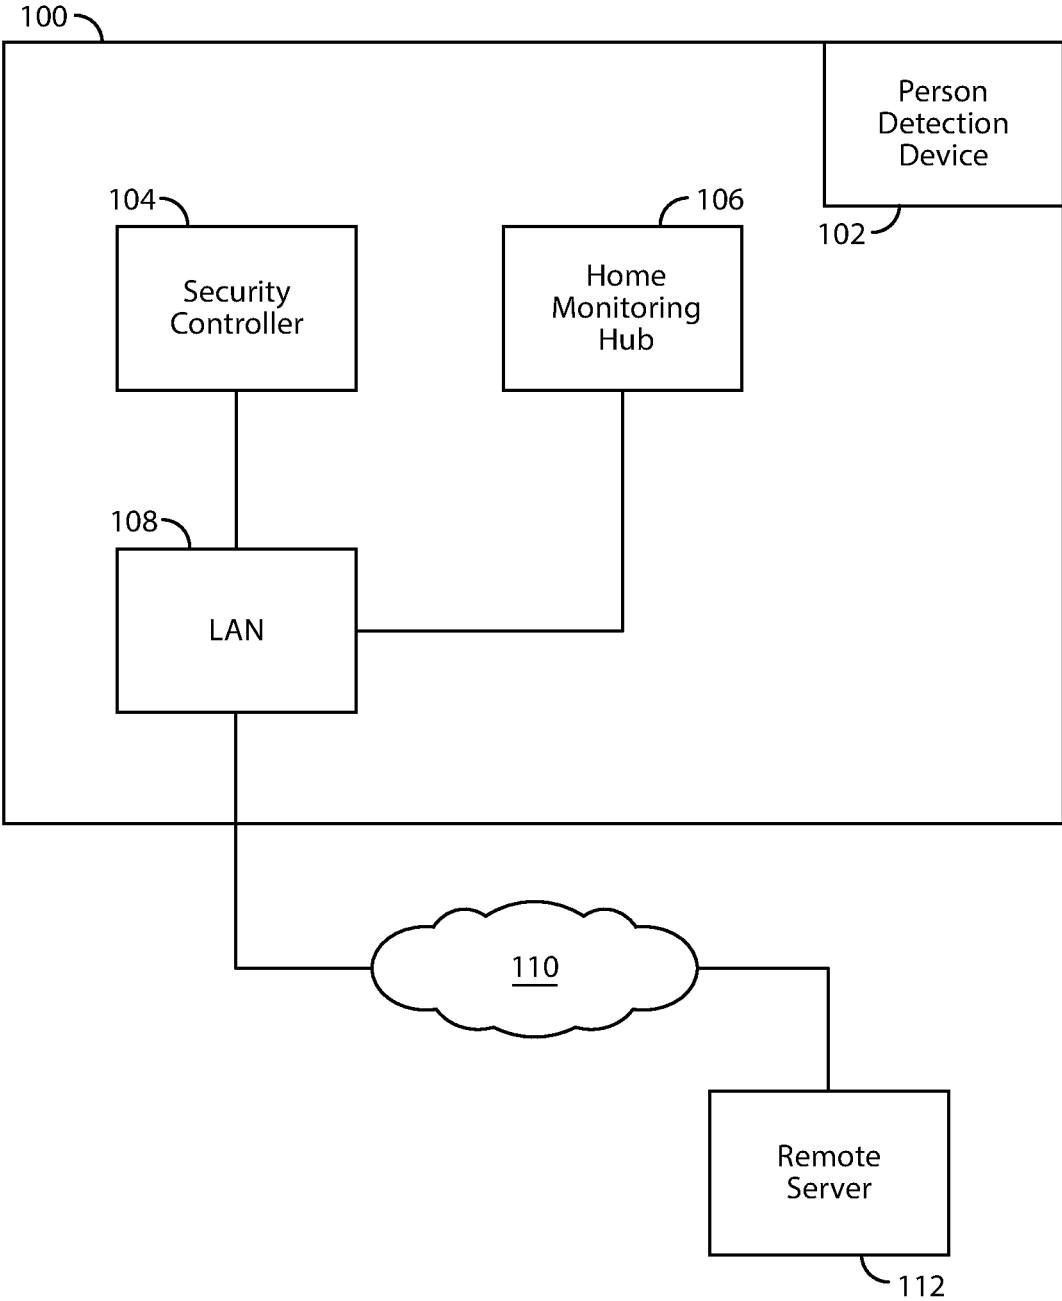 100
Person
Detection
Device
102
104
106
Security
Controller
Home
Monitoring
Hub
108
LAN
110
Remote
Server
112